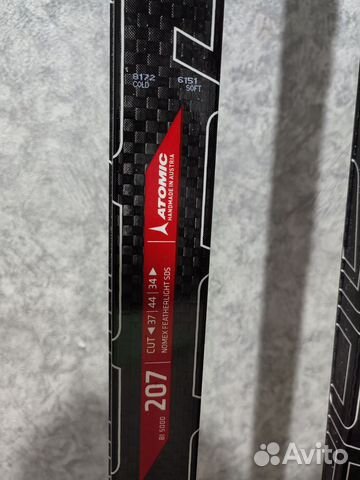 8172 6151
COLD SOFT
ATOMIC
HANDMADE IN AUSTRIA
CUT ◄ 37 | 44 | 34 ►
NOMEX FEATHERLIGHT SDS
207
BI 5000
Avito